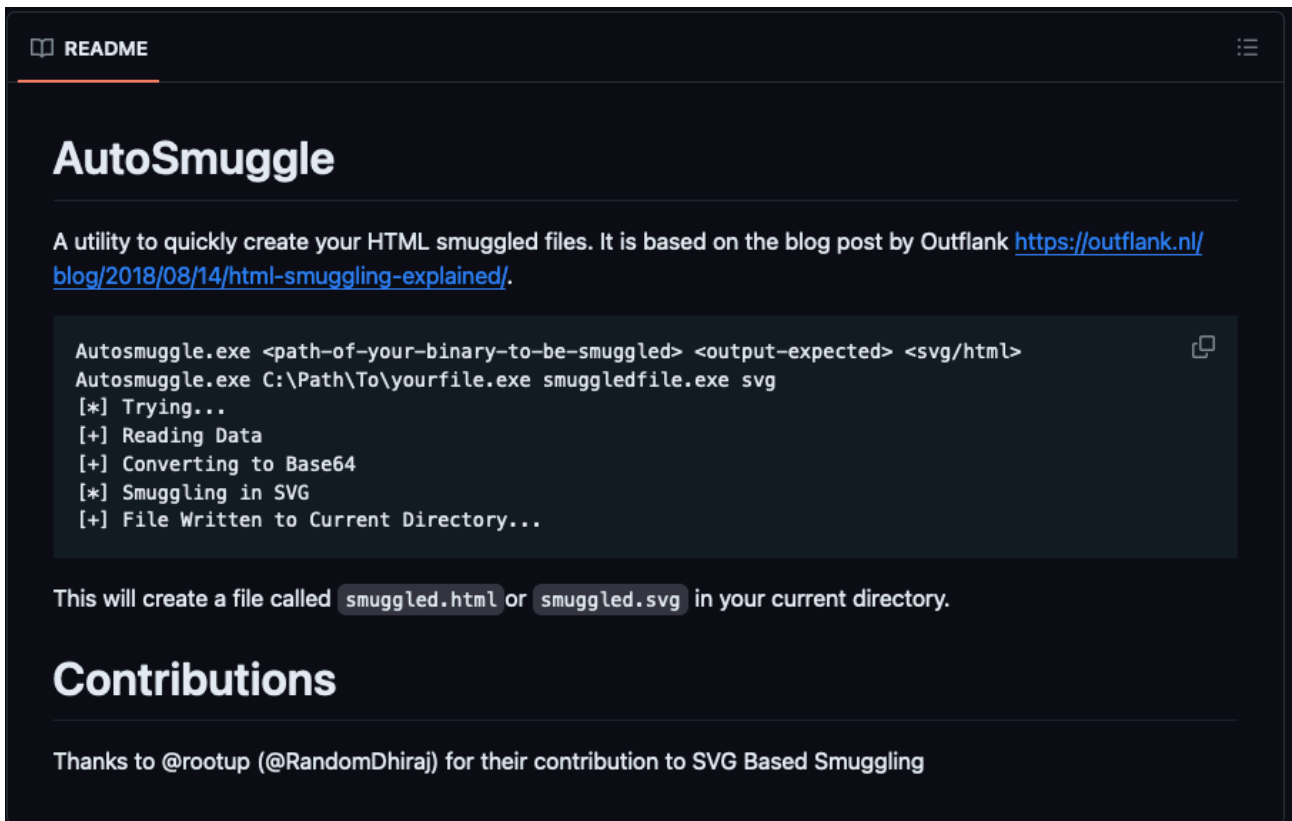 README
AutoSmuggle
A utility to quickly create your HTML smuggled files. It is based on the blog post by Outflank https://outflank.nl/
blog/2018/08/14/html-smuggling-explained/.
Autosmuggle.exe <path-of-your-binary-to-be-smuggled> <output-expected> <svg/html>
Autosmuggle.exe C:\Path\To\yourfile.exe smuggledfile.exe svg
[*] Trying...
[+] Reading Data
[+] Converting to Base64
[*] Smuggling in SVG
[+] File Written to Current Directory...
This will create a file called smuggled.html or smuggled.svg in your current directory.
Contributions
Thanks to @rootup (@RandomDhiraj) for their contribution to SVG Based Smuggling